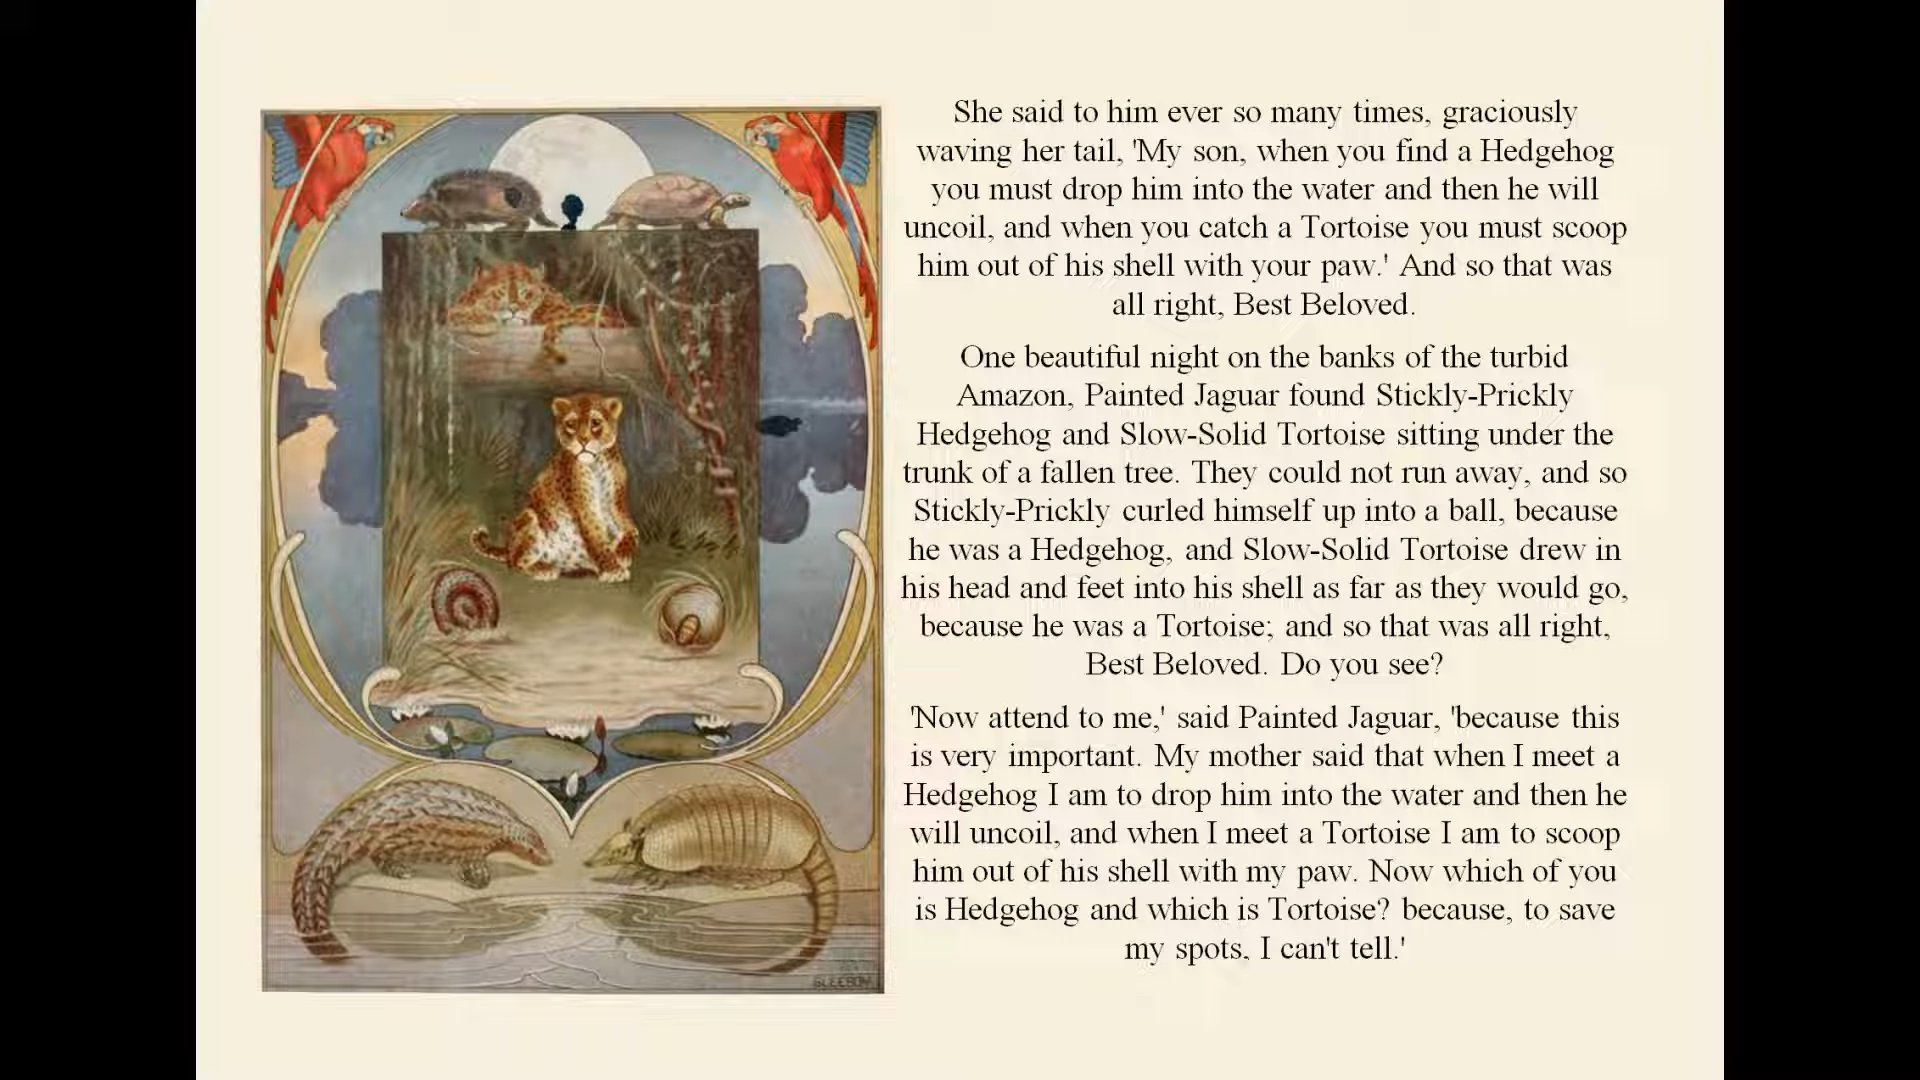 She said to him ever so many times, graciously
waving her tail, 'My son, when you find a Hedgehog
you must drop him into the water and then he will
uncoil, and when you catch a Tortoise you must scoop
him out of his shell with your paw.' And so that was
all right, Best Beloved.
One beautiful night on the banks of the turbid
Amazon, Painted Jaguar found Stickly-Prickly
Hedgehog and Slow-Solid Tortoise sitting under the
trunk of a fallen tree. They could not run away, and so
Stickly-Prickly curled himself up into a ball, because
he was a Hedgehog, and Slow-Solid Tortoise drew in
his head and feet into his shell as far as they would go,
because he was a Tortoise; and so that was all right,
Best Beloved. Do you see?
'Now attend to me,' said Painted Jaguar, 'because this
is very important. My mother said that when I meet a
Hedgehog I am to drop him into the water and then he
will uncoil, and when I meet a Tortoise I am to scoop
him out of his shell with my paw. Now which of you
is Hedgehog and which is Tortoise? because, to save
my spots, I can't tell.'